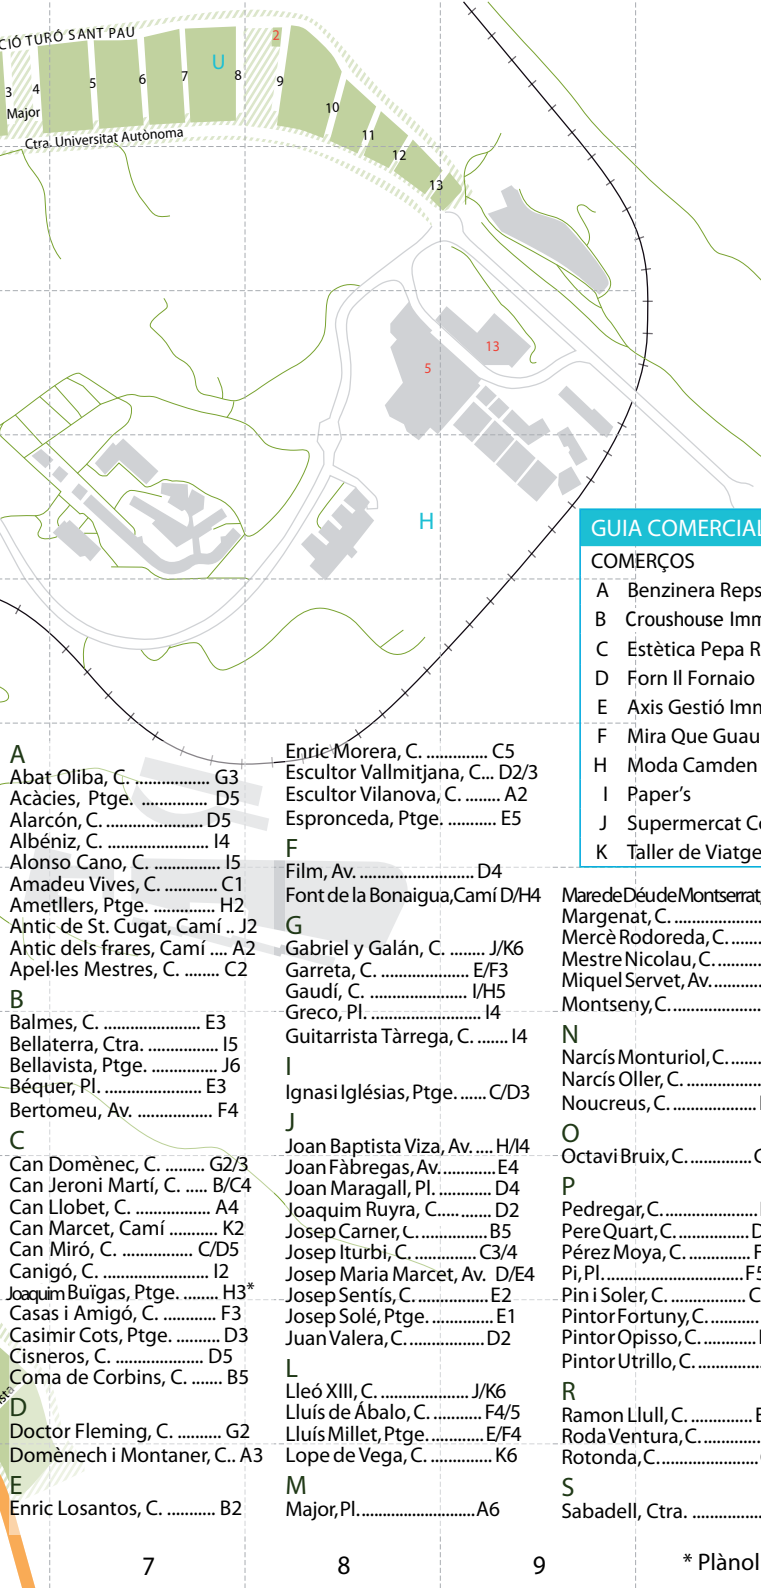 CIÓ TURÓ SANT PAU
2
U
3
4
5
6
7
8
9
10
11
12
13
Major
Ctra. Universitat Autònoma
13
5
H
GUIA COMERCIAL
COMERÇOS
A Benzinera Reps
B Croushouse Imm
C Estètica Pepa R
D Forn Il Fornaio
E Axis Gestió Imm
F Mira Que Guau
H Moda Camden
I Paper's
J Supermercat Co
K Taller de Viatge
A
Abat Oliba, C. ................ G3
Acàcies, Ptge. .............. D5
Alarcón, C. .................... D5
Albéniz, C. ..................... I4
Alonso Cano, C. .............. I5
Amadeu Vives, C. ........... C1
Ametllers, Ptge. ............. H2
Antic de St. Cugat, Camí .. J2
Antic dels frares, Camí .... A2
Apel·les Mestres, C. ........ C2
B
Balmes, C. ..................... E3
Bellaterra, Ctra. ............... I5
Bellavista, Ptge. ............... J6
Béquer, Pl. ..................... E3
Bertomeu, Av. ................ F4
C
Can Domènec, C. ......... G2/3
Can Jeroni Martí, C. ..... B/C4
Can Llobet, C. ................ A4
Can Marcet, Camí .......... K2
Can Miró, C. ............... C/D5
Canigó, C. ...................... I2
Joaquim Buïgas, Ptge. ........ H3*
Casas i Amigó, C. ........... F3
Casimir Cots, Ptge. .......... D3
Cisneros, C. ................... D5
Coma de Corbins, C. ....... B5
D
Doctor Fleming, C. .......... G2
Domènech i Montaner, C.. A3
E
Enric Losantos, C. ........... B2
Enric Morera, C. .............. C5
Escultor Vallmitjana, C... D2/3
Escultor Vilanova, C. ........ A2
Espronceda, Ptge. ........... E5
F
Film, Av. ......................... D4
Font de la Bonaigua,Camí D/H4
G
Gabriel y Galán, C. ........ J/K6
Garreta, C. .................... E/F3
Gaudí, C. ..................... I/H5
Greco, Pl. ........................ I4
Guitarrista Tàrrega, C. ....... I4
I
Ignasi Iglésias, Ptge. ...... C/D3
J
Joan Baptista Viza, Av. .... H/I4
Joan Fàbregas, Av. ............ E4
Joan Maragall, Pl. ............ D4
Joaquim Ruyra, C............ D2
Josep Carner, C. ............... B5
Josep Iturbi, C. .............. C3/4
Josep Maria Marcet, Av. D/E4
Josep Sentís, C. ................ E2
Josep Solé, Ptge. .............. E1
Juan Valera, C. ................. D2
L
Lleó XIII, C. .................... J/K6
Lluís de Ábalo, C. ........... F4/5
Lluís Millet, Ptge. ............ E/F4
Lope de Vega, C. .............. K6
M
Major, Pl. ......................... A6
Mare de Déu de Montserrat,
Margenat, C. ...................
Mercè Rodoreda, C. .......
Mestre Nicolau, C. ..........
Miquel Servet, Av. ...........
Montseny, C. ...................
N
Narcís Monturiol, C. .......
Narcís Oller, C. .................
Noucreus, C. ...................
O
Octavi Bruix, C. ..............
P
Pedregar, C. ....................
Pere Quart, C. ............... D
Pérez Moya, C. ............... F
Pi, Pl. .............................. F5
Pin i Soler, C. ................. C
Pintor Fortuny, C. ............
Pintor Opisso, C. ............
Pintor Utrillo, C. ...............
R
Ramon Llull, C. ............... E
Roda Ventura, C. .............
Rotonda, C. .....................
S
Sabadell, Ctra. ................
7
8
9
* Plànol